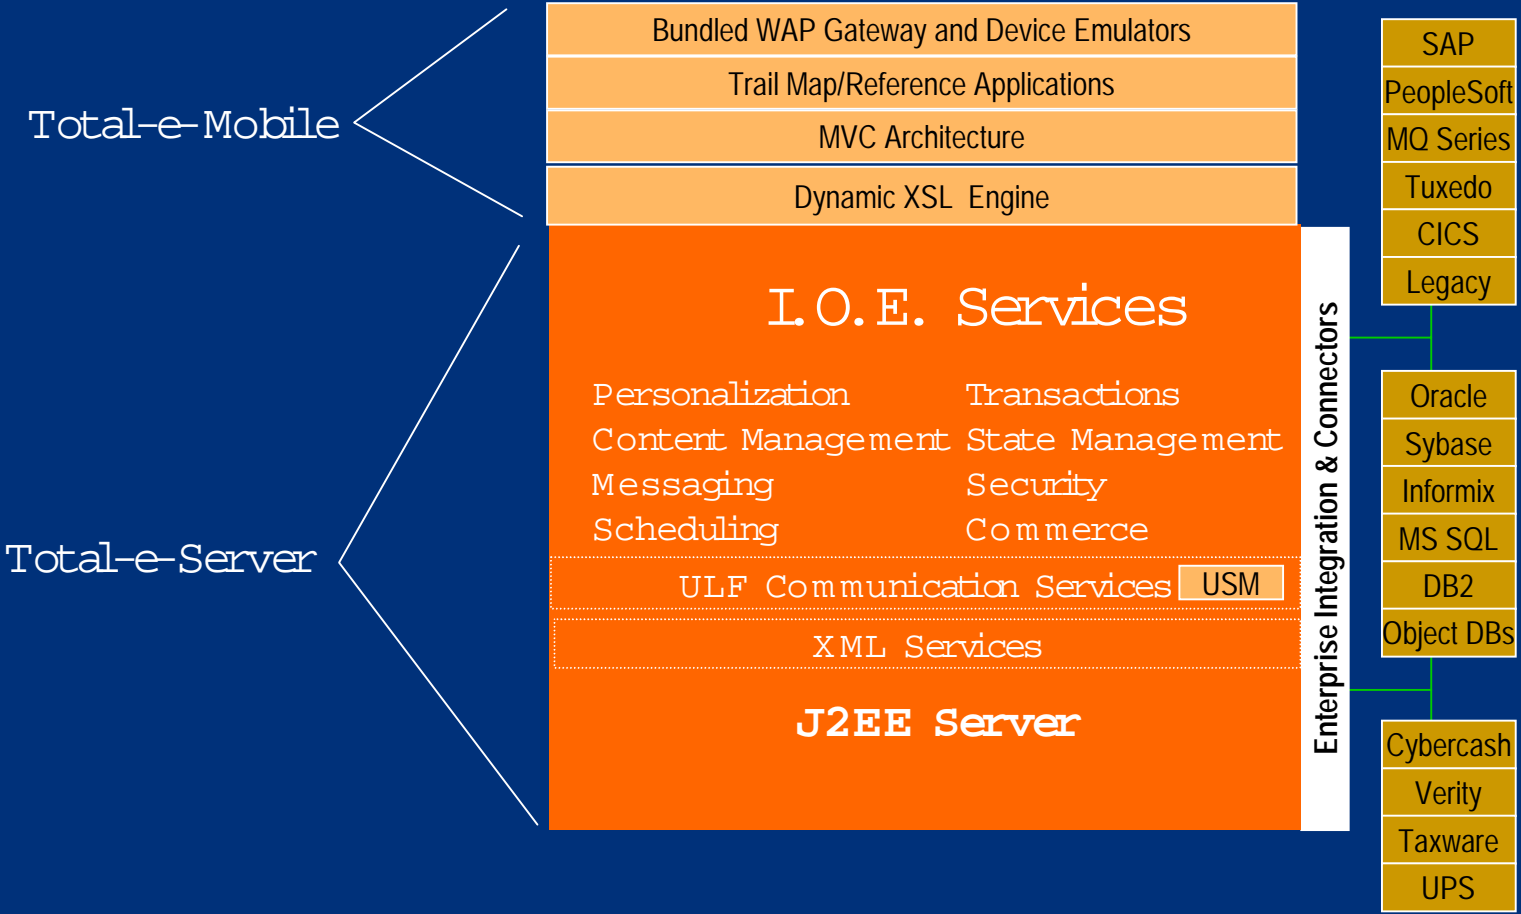 Total-e-Mobile
Bundled WAP Gateway and Device Emulators
Trail Map/Reference Applications
MVC Architecture
Dynamic XSL Engine
Total-e-Server
I.O.E. Services
Personalization
Content Management
Messaging
Scheduling
Transactions
State Management
Security
Commerce
ULF Communication Services
USM
XML Services
J2EE Server
Enterprise Integration & Connectors
SAP
PeopleSoft
MQ Series
Tuxedo
CICS
Legacy
Oracle
Sybase
Informix
MS SQL
DB2
Object DBs
Cybercash
Verity
Taxware
UPS